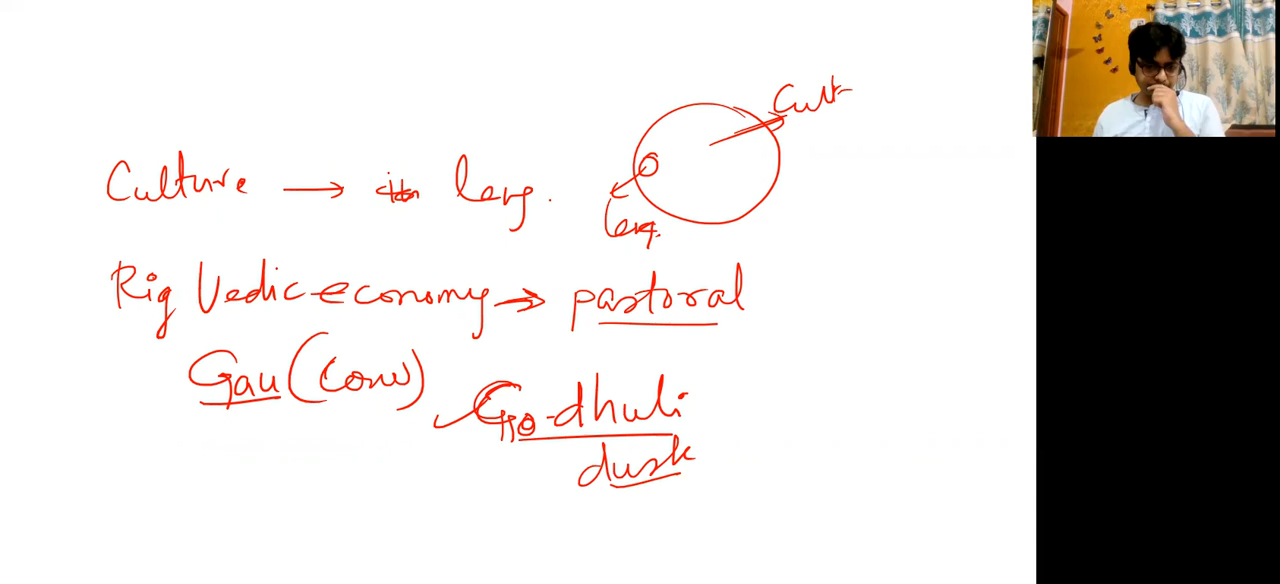 Cult
Culture → lang.
lang.
Rig Vedic economy → pastoral
Gau (Cow)
Go-dhuli
dusk